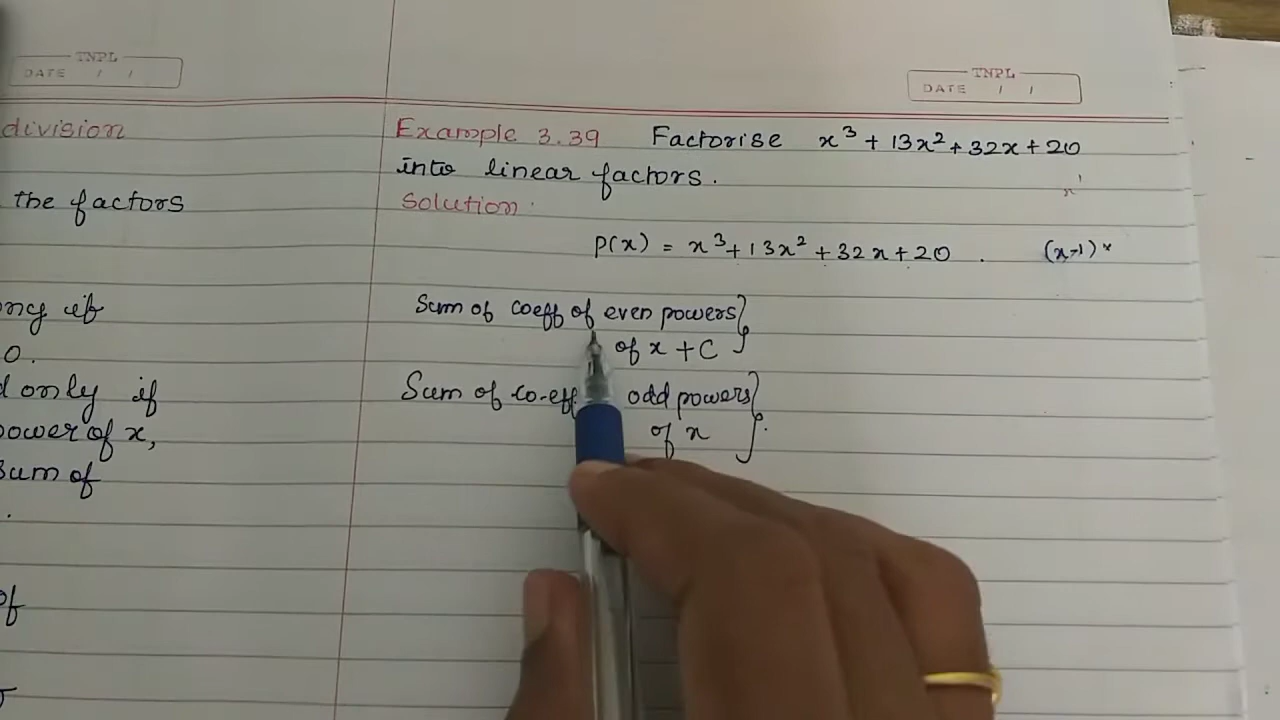 TNPL
DATE / /
TNPL
DATE / /
division
the factors
if
0.
only if
power of x,
Sum of
.
of
Example 3.39 Factorise x³ + 13x² + 32x + 20
into linear factors.
Solution:
P(x) = x³ + 13x² + 32x + 20 . (x-1) ×
Sum of coeff of even powers }
of x + C
Sum of co-eff odd powers }
of x